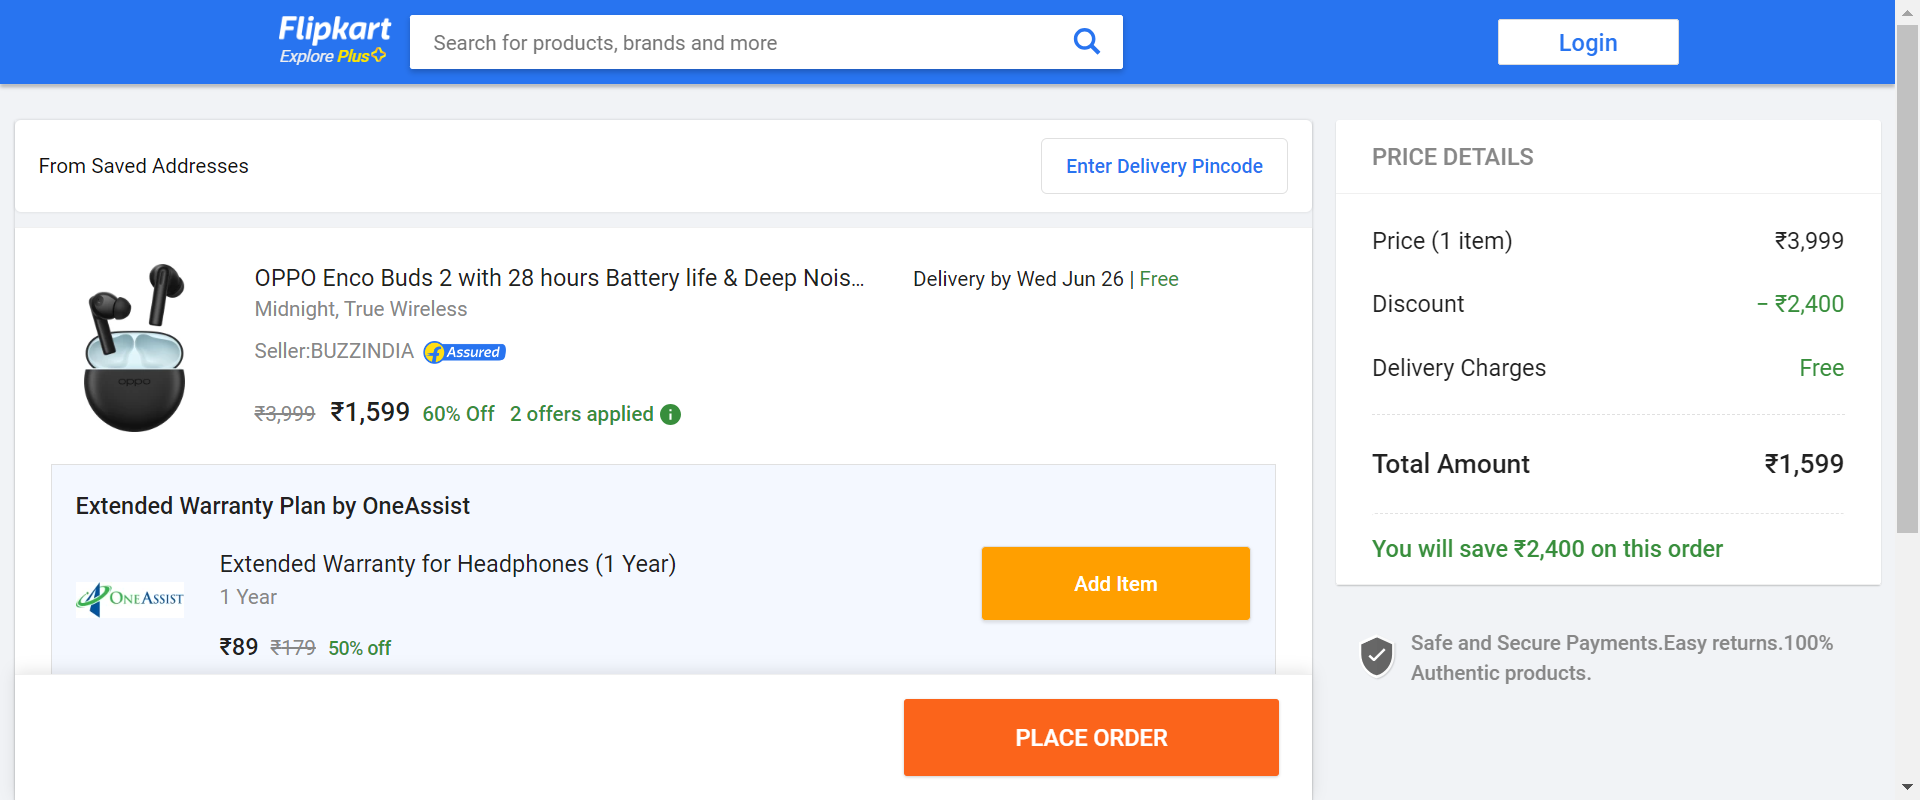 Flipkart
Explore Plus
Search for products, brands and more
Login
From Saved Addresses
Enter Delivery Pincode
OPPO Enco Buds 2 with 28 hours Battery life & Deep Nois...
Midnight, True Wireless
Seller:BUZZINDIA
Assured
₹3,999 ₹1,599 60% Off 2 offers applied
Delivery by Wed Jun 26 | Free
oppo
Extended Warranty Plan by OneAssist
ONEASSIST
Extended Warranty for Headphones (1 Year)
1 Year
₹89 ₹179 50% off
Add Item
PLACE ORDER
PRICE DETAILS
Price (1 item) ₹3,999
Discount − ₹2,400
Delivery Charges Free
Total Amount ₹1,599
You will save ₹2,400 on this order
Safe and Secure Payments.Easy returns.100%
Authentic products.